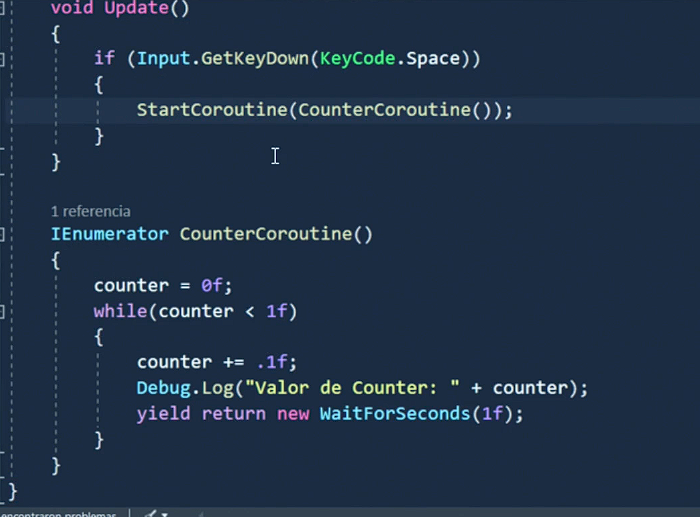 void Update()
{
if (Input.GetKeyDown(KeyCode.Space))
{
StartCoroutine(CounterCoroutine());
}
}
1 referencia
IEnumerator CounterCoroutine()
{
counter = 0f;
while(counter < 1f)
{
counter += .1f;
Debug.Log("Valor de Counter: " + counter);
yield return new WaitForSeconds(1f);
}
}
}
encontraron problemas